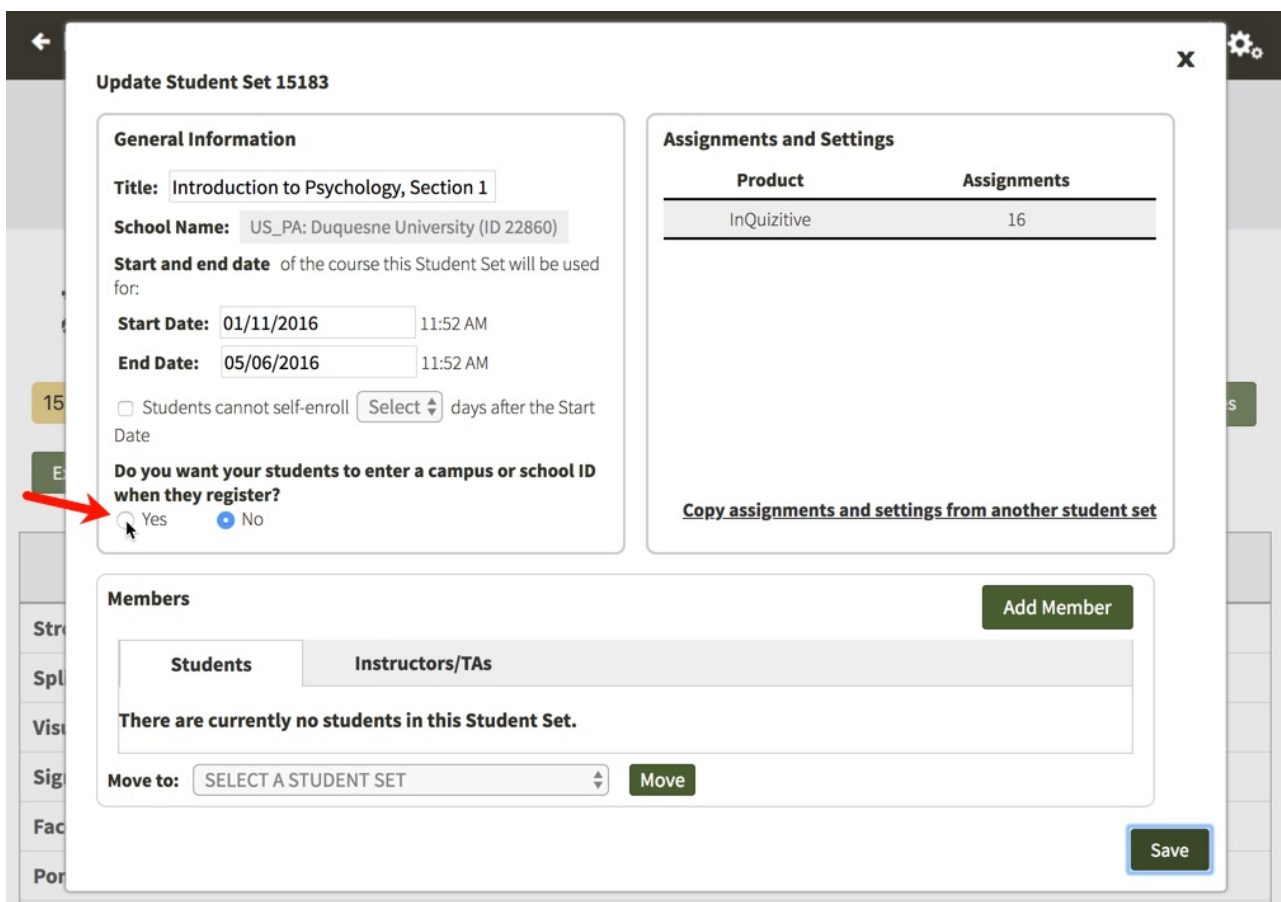 X
Update Student Set 15183
General Information
Title: Introduction to Psychology, Section 1
School Name: US_PA: Duquesne University (ID 22860)
Start and end date of the course this Student Set will be used
for:
Start Date: 01/11/2016 11:52 AM
End Date: 05/06/2016 11:52 AM
Students cannot self-enroll Select days after the Start
Date
Do you want your students to enter a campus or school ID
when they register?
Yes No
Assignments and Settings
Product Assignments
InQuizitive 16
Copy assignments and settings from another student set
Members
Add Member
Students Instructors/TAs
There are currently no students in this Student Set.
Move to: SELECT A STUDENT SET Move
Save
15